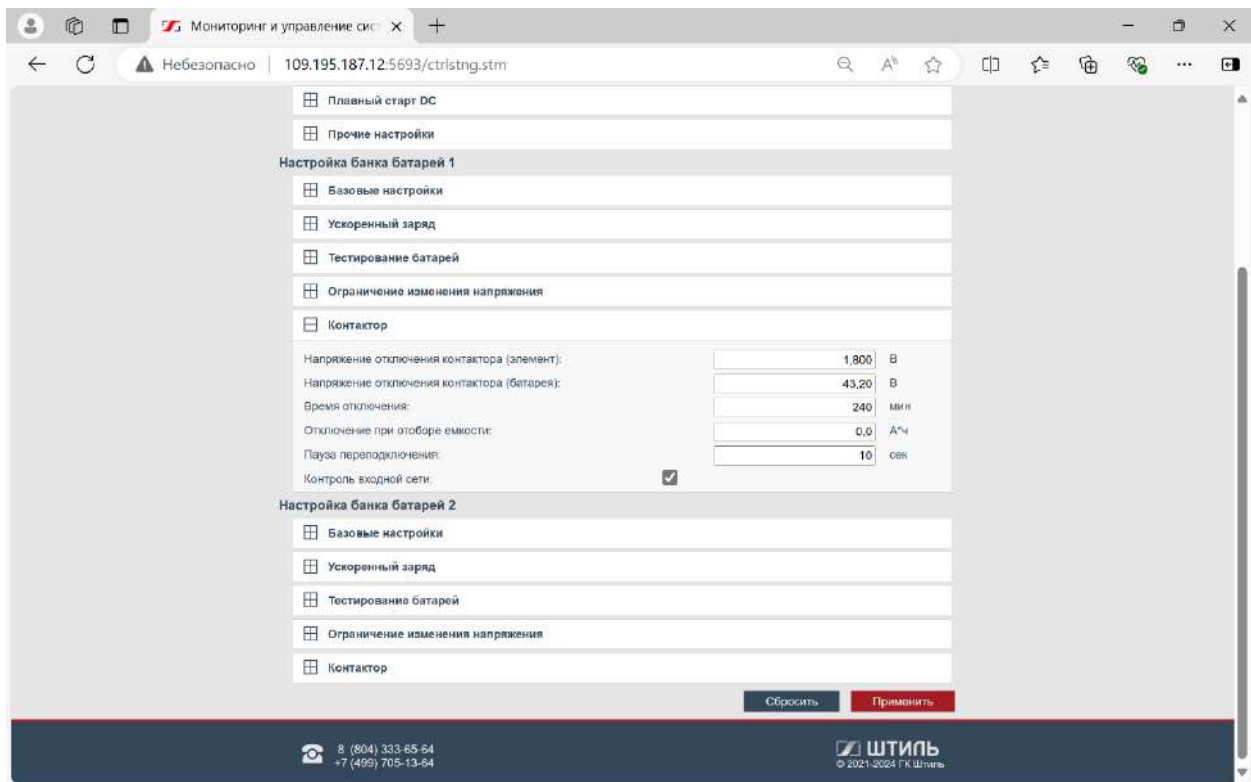 Мониторинг и управление сис
Небезопасно
109.195.187.12:5693/ctrlstng.stm
Плавный старт DC
Прочие настройки
Настройка банка батарей 1
Базовые настройки
Ускоренный заряд
Тестирование батарей
Ограничение изменения напряжения
Контактор
Напряжение отключения контактора (элемент): 1,800 В
Напряжение отключения контактора (батарея): 43,20 В
Время отключения: 240 мин
Отключение при отборе емкости: 0,0 А*ч
Пауза переподключения: 10 сек
Контроль входной сети:
Настройка банка батарей 2
Базовые настройки
Ускоренный заряд
Тестирование батарей
Ограничение изменения напряжения
Контактор
Сбросить Применить
8 (804) 333-65-64
+7 (499) 705-13-64
ШТИЛЬ
© 2021-2024 ГК Штиль